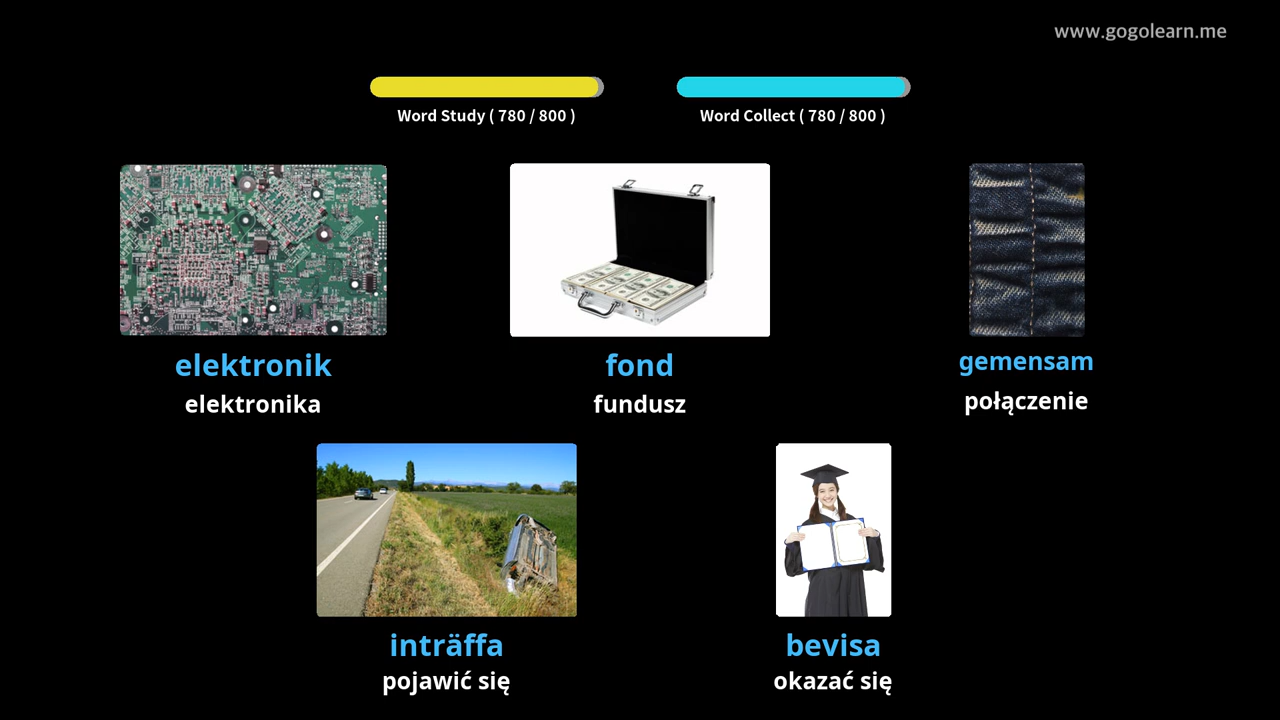 www.gogolearn.me
Word Study ( 780 / 800 )
Word Collect ( 780 / 800 )
elektronik
elektronika
fond
fundusz
gemensam
połączenie
inträffa
pojawić się
bevisa
okazać się